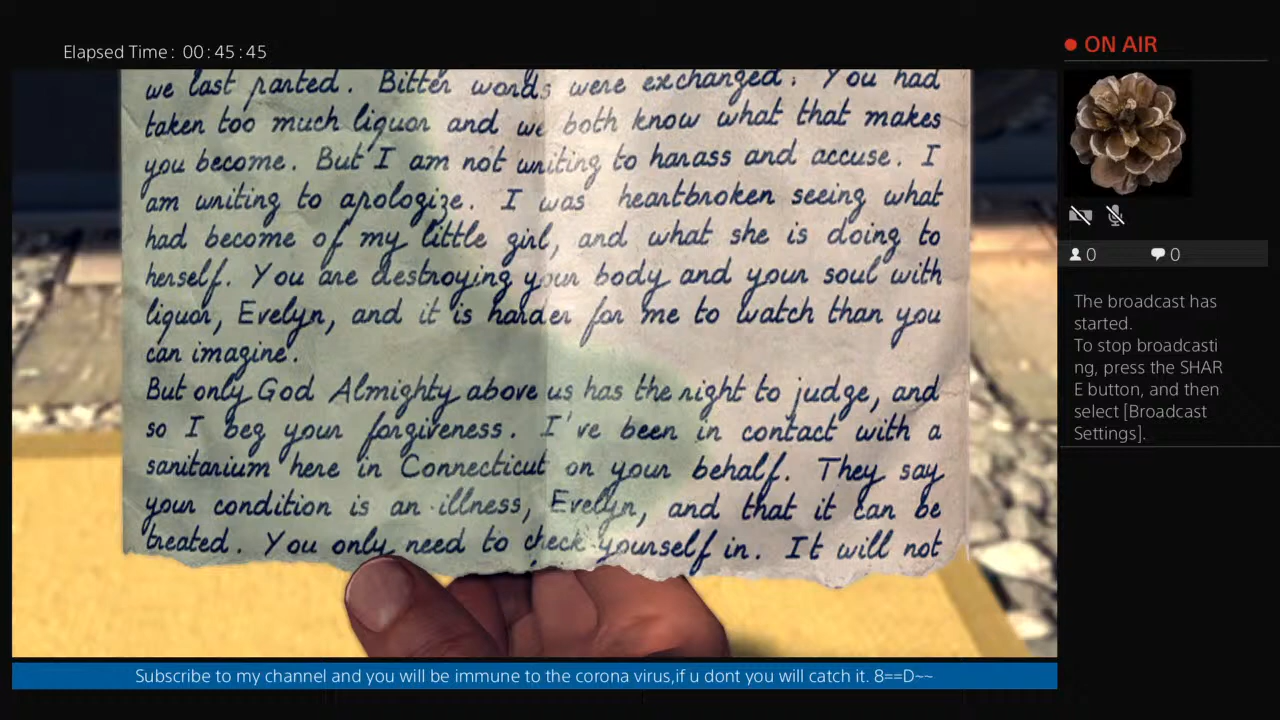 Elapsed Time: 00:45:45
ON AIR
we last parted. Bitter words were exchanged. You had
taken too much liquor and we both know what that makes
you become. But I am not writing to harass and accuse. I
am writing to apologize. I was heartbroken seeing what
had become of my little girl, and what she is doing to
herself. You are destroying your body and your soul with
liquor, Evelyn, and it is harder for me to watch than you
can imagine.
But only God Almighty above us has the right to judge, and
so I beg your forgiveness. I've been in contact with a
sanitarium here in Connecticut on your behalf. They say
your condition is an illness, Evelyn, and that it can be
treated. You only need to check yourself in. It will not
0
0
The broadcast has
started.
To stop broadcasti
ng, press the SHAR
E button, and then
select [Broadcast
Settings].
Subscribe to my channel and you will be immune to the corona virus,if u dont you will catch it. 8==D~~